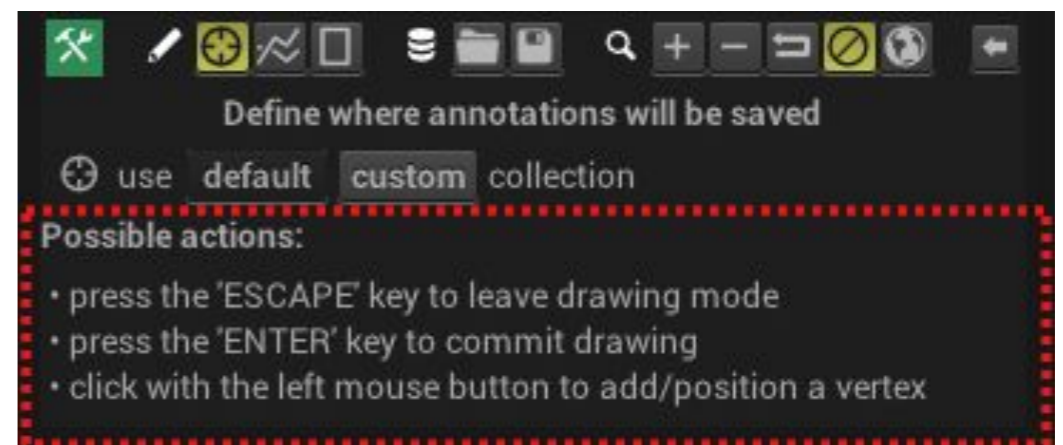 Define where annotations will be saved
use default custom collection
Possible actions:
• press the 'ESCAPE' key to leave drawing mode
• press the 'ENTER' key to commit drawing
• click with the left mouse button to add/position a vertex